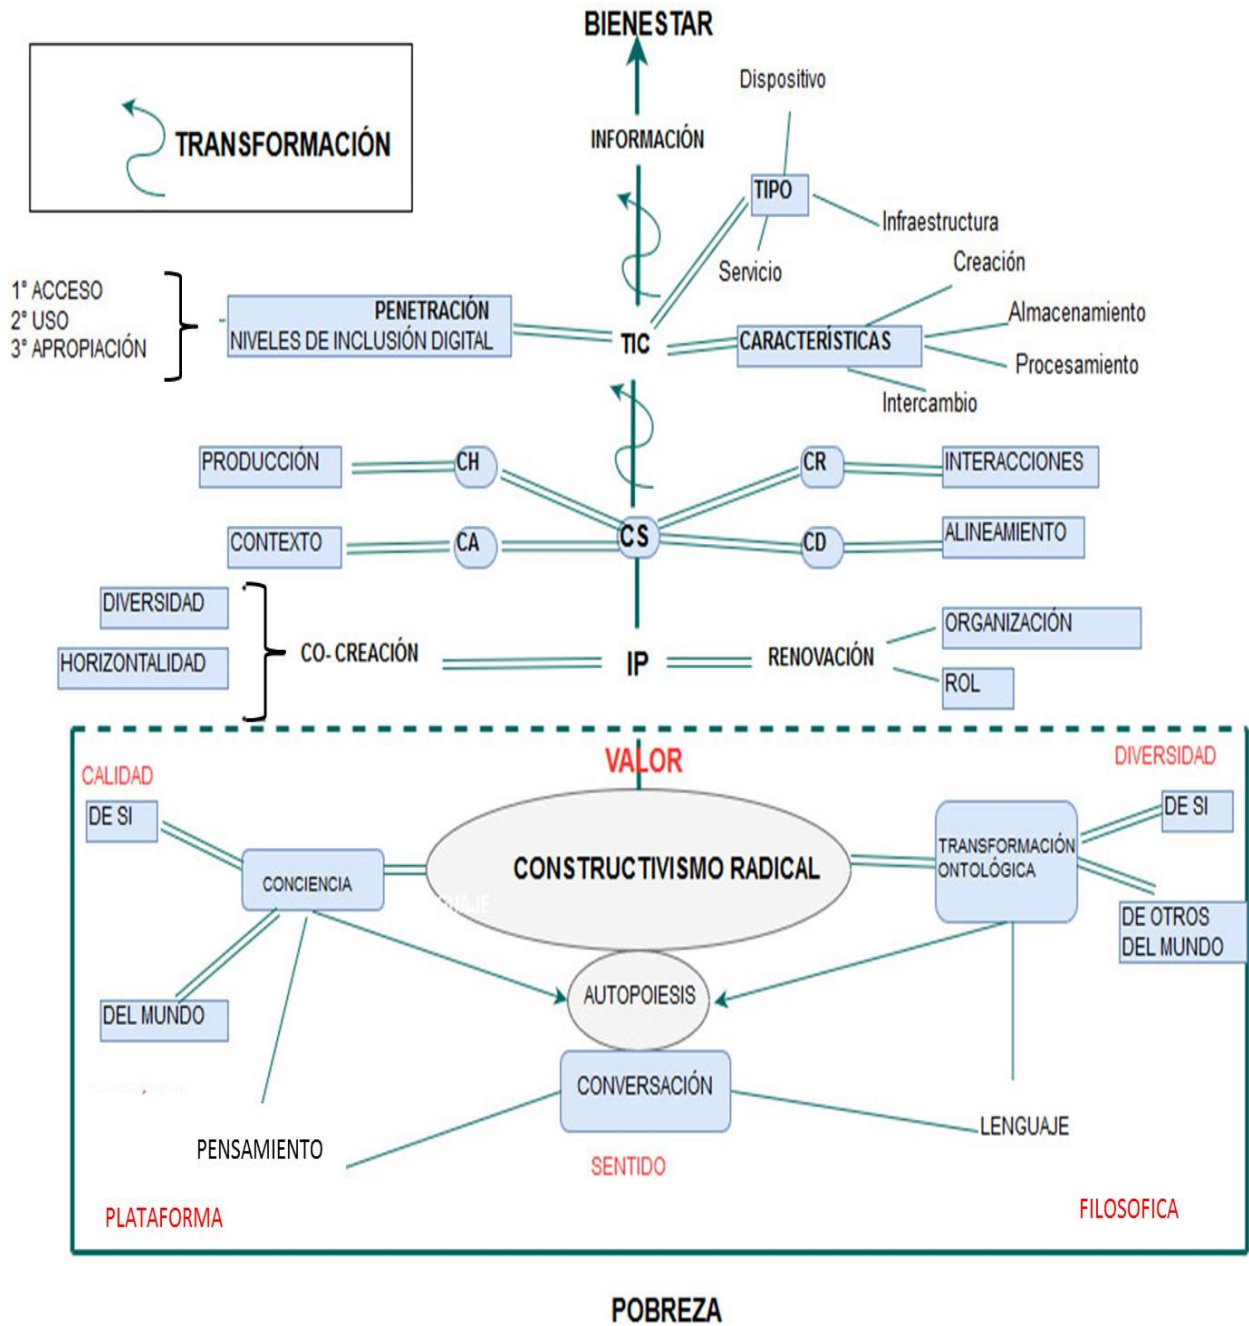 BIENESTAR
TRANSFORMACIÓN
INFORMACIÓN
Dispositivo
TIPO
Infraestructura
Servicio
Creación
1° ACCESO
2° USO
3° APROPIACIÓN
PENETRACIÓN
NIVELES DE INCLUSIÓN DIGITAL
TIC
CARACTERÍSTICAS
Almacenamiento
Procesamiento
Intercambio
PRODUCCIÓN
CH
CR
INTERACCIONES
CONTEXTO
CA
CS
CD
ALINEAMIENTO
DIVERSIDAD
HORIZONTALIDAD
CO- CREACIÓN
IP
RENOVACIÓN
ORGANIZACIÓN
ROL
VALOR
CALIDAD
DIVERSIDAD
DE SI
CONCIENCIA
CONSTRUCTIVISMO RADICAL
TRANSFORMACIÓN
ONTOLÓGICA
DE SI
DE OTROS
DEL MUNDO
DEL MUNDO
AUTOPOIESIS
CONVERSACIÓN
PENSAMIENTO
LENGUAJE
SENTIDO
PLATAFORMA
FILOSOFICA
POBREZA